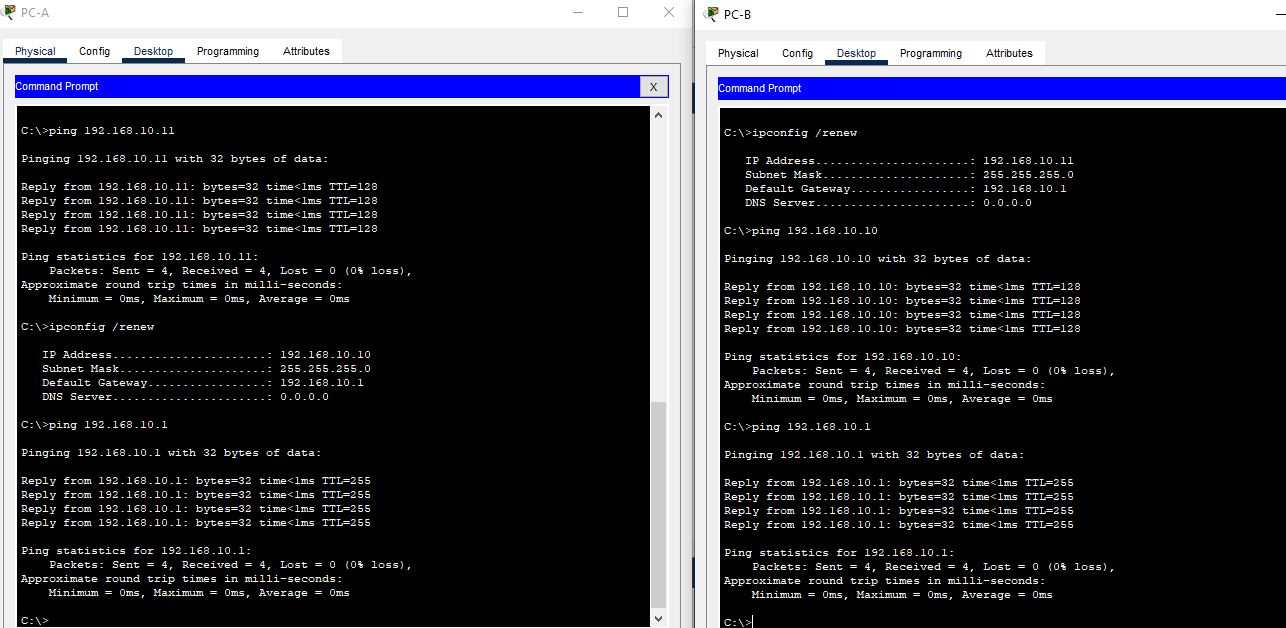 PC-A
Physical Config Desktop Programming Attributes
Command Prompt
X
C:\>ping 192.168.10.11
Pinging 192.168.10.11 with 32 bytes of data:
Reply from 192.168.10.11: bytes=32 time<1ms TTL=128
Reply from 192.168.10.11: bytes=32 time<1ms TTL=128
Reply from 192.168.10.11: bytes=32 time<1ms TTL=128
Reply from 192.168.10.11: bytes=32 time<1ms TTL=128
Ping statistics for 192.168.10.11:
Packets: Sent = 4, Received = 4, Lost = 0 (0% loss),
Approximate round trip times in milli-seconds:
Minimum = 0ms, Maximum = 0ms, Average = 0ms
C:\>ipconfig /renew
IP Address......................: 192.168.10.10
Subnet Mask.....................: 255.255.255.0
Default Gateway.................: 192.168.10.1
DNS Server......................: 0.0.0.0
C:\>ping 192.168.10.1
Pinging 192.168.10.1 with 32 bytes of data:
Reply from 192.168.10.1: bytes=32 time<1ms TTL=255
Reply from 192.168.10.1: bytes=32 time<1ms TTL=255
Reply from 192.168.10.1: bytes=32 time<1ms TTL=255
Reply from 192.168.10.1: bytes=32 time<1ms TTL=255
Ping statistics for 192.168.10.1:
Packets: Sent = 4, Received = 4, Lost = 0 (0% loss),
Approximate round trip times in milli-seconds:
Minimum = 0ms, Maximum = 0ms, Average = 0ms
C:\>
PC-B
Physical Config Desktop Programming Attributes
Command Prompt
C:\>ipconfig /renew
IP Address......................: 192.168.10.11
Subnet Mask.....................: 255.255.255.0
Default Gateway.................: 192.168.10.1
DNS Server......................: 0.0.0.0
C:\>ping 192.168.10.10
Pinging 192.168.10.10 with 32 bytes of data:
Reply from 192.168.10.10: bytes=32 time<1ms TTL=128
Reply from 192.168.10.10: bytes=32 time<1ms TTL=128
Reply from 192.168.10.10: bytes=32 time<1ms TTL=128
Reply from 192.168.10.10: bytes=32 time<1ms TTL=128
Ping statistics for 192.168.10.10:
Packets: Sent = 4, Received = 4, Lost = 0 (0% loss),
Approximate round trip times in milli-seconds:
Minimum = 0ms, Maximum = 0ms, Average = 0ms
C:\>ping 192.168.10.1
Pinging 192.168.10.1 with 32 bytes of data:
Reply from 192.168.10.1: bytes=32 time<1ms TTL=255
Reply from 192.168.10.1: bytes=32 time<1ms TTL=255
Reply from 192.168.10.1: bytes=32 time<1ms TTL=255
Reply from 192.168.10.1: bytes=32 time<1ms TTL=255
Ping statistics for 192.168.10.1:
Packets: Sent = 4, Received = 4, Lost = 0 (0% loss),
Approximate round trip times in milli-seconds:
Minimum = 0ms, Maximum = 0ms, Average = 0ms
C:\>